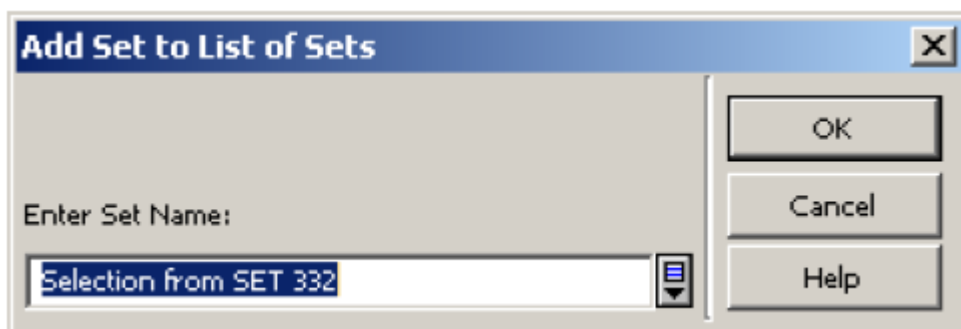 Add Set to List of Sets
OK
Cancel
Enter Set Name:
Selection from SET 332
Help